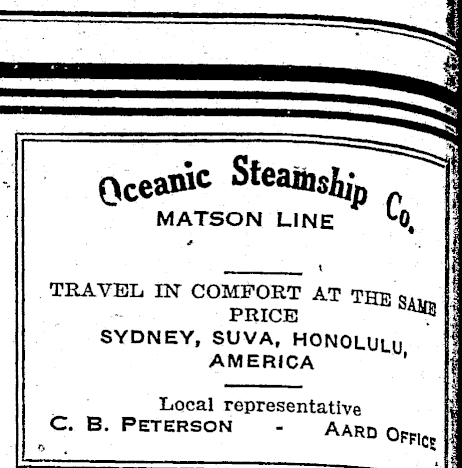 Oceanic Steamship Co.
MATSON LINE
TRAVEL IN COMFORT AT THE SAME
PRICE
SYDNEY, SUVA, HONOLULU,
AMERICA
Local representative
C. B. PETERSON - AARD OFFICE